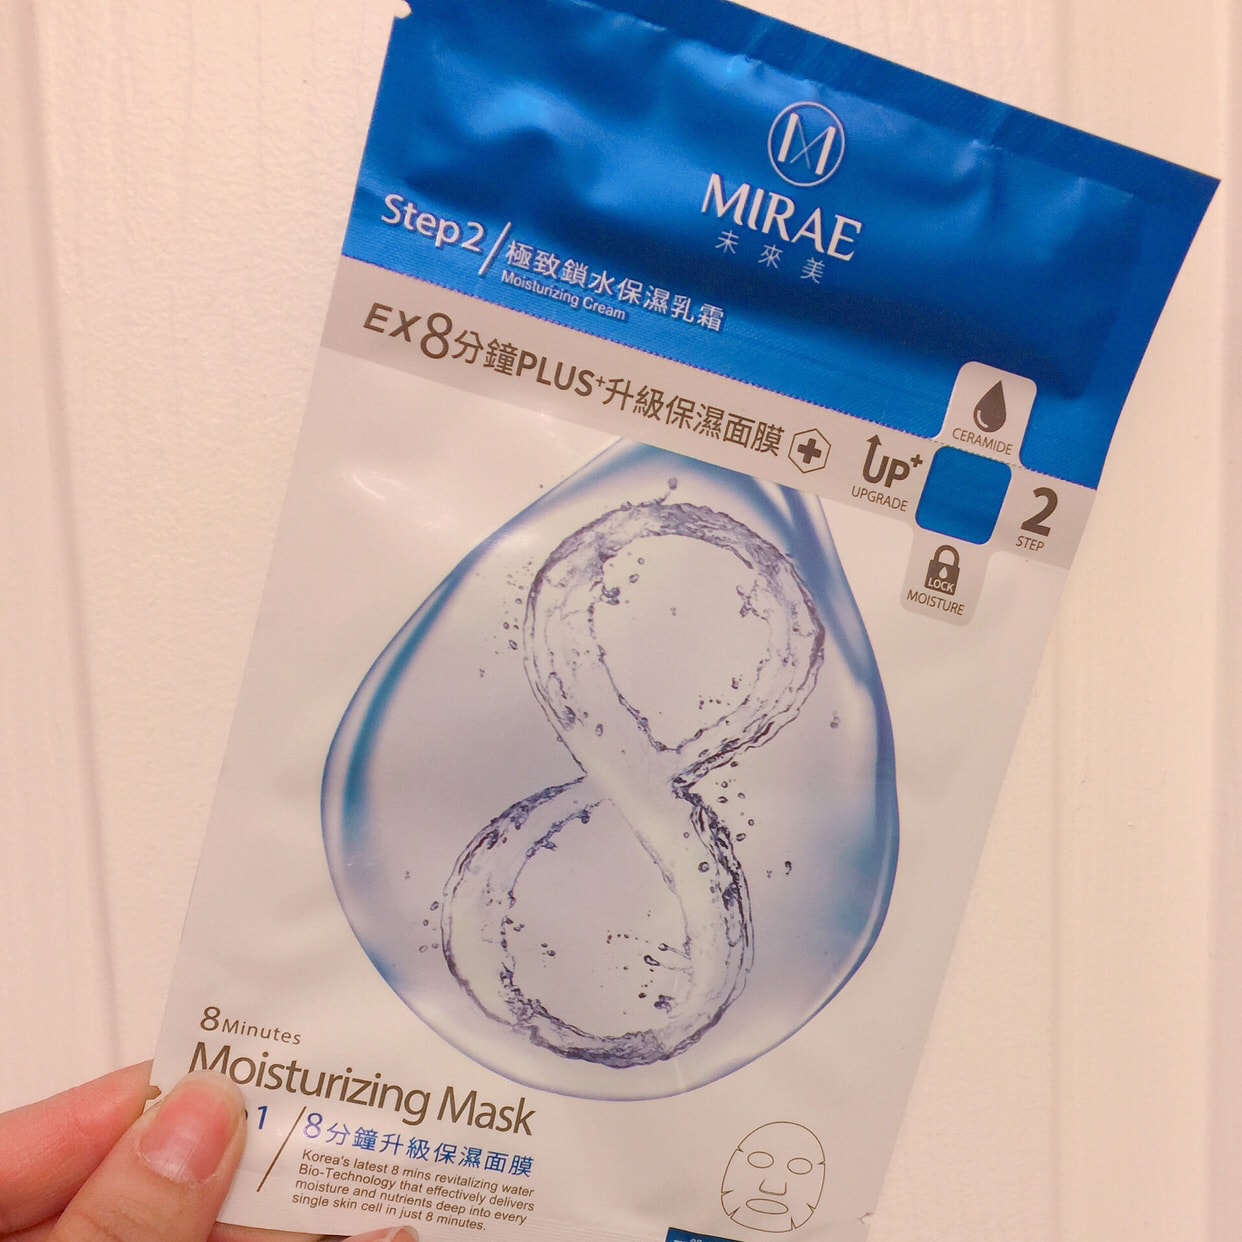 MIRAE
未來美
Step2/極致鎖水保濕乳霜
Moisturizing Cream
EX8分鐘PLUS+升級保濕面膜
UP+
UPGRADE
CERAMIDE
2
STEP
LOCK
MOISTURE
8Minutes
Moisturizing Mask
1
8分鐘升級保濕面膜
Korea's latest 8 mins revitalizing water
Bio-Technology that effectively delivers
moisture and nutrients deep into every
single skin cell in just 8 minutes.